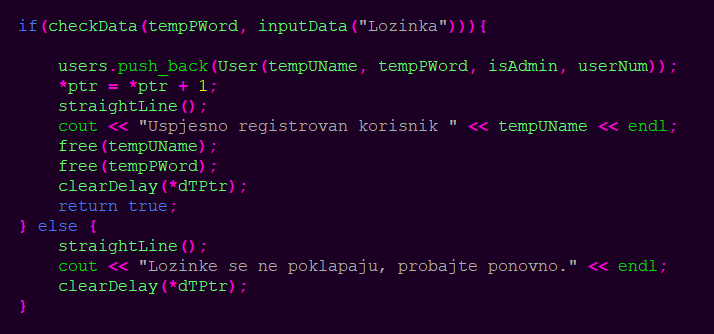 if(checkData(tempPWord, inputData("Lozinka"))){
users.push_back(User(tempUName, tempPWord, isAdmin, userNum));
*ptr = *ptr + 1;
straightLine();
cout << "Uspjesno registrovan korisnik " << tempUName << endl;
free(tempUName);
free(tempPWord);
clearDelay(*dTPtr);
return true;
} else {
straightLine();
cout << "Lozinke se ne poklapaju, probajte ponovno." << endl;
clearDelay(*dTPtr);
}